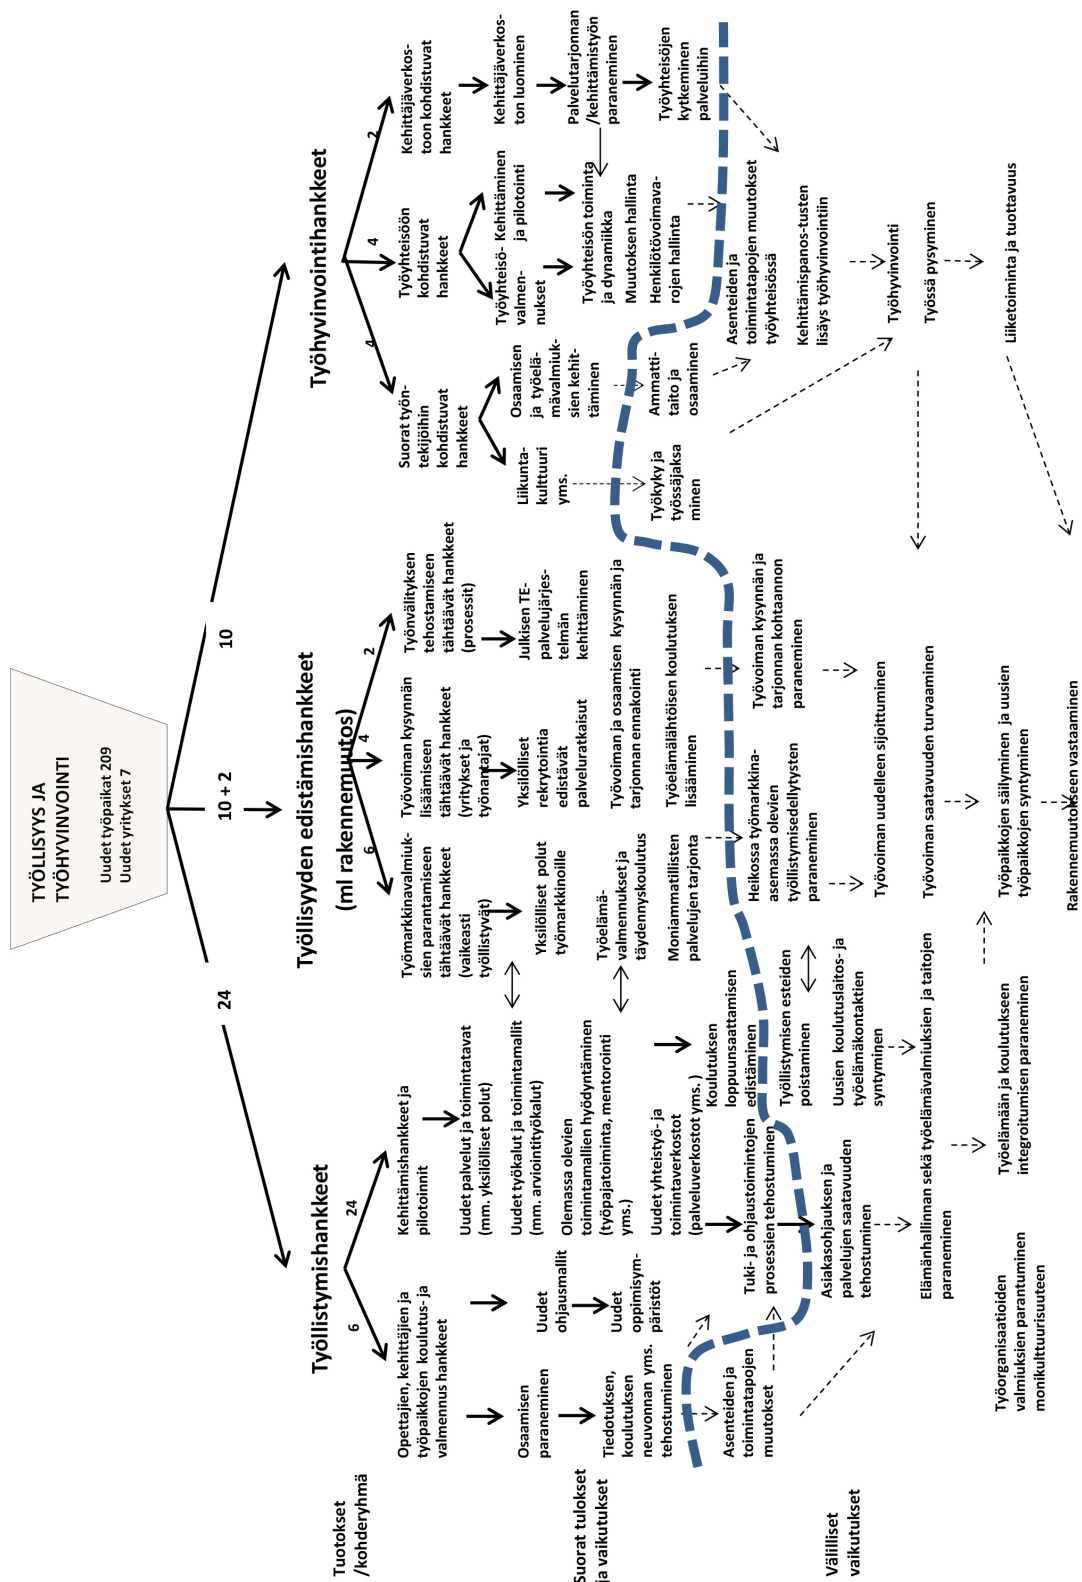 TYÖLLISYYS JA
TYÖHYVINVOINTI
Uudet työpaikat 209
Uudet yritykset 7
24
10 + 2
10
Työllistymishankkeet
Työllisyyden edistämishankkeet
(ml rakennemuutos)
Työhyvinvointihankkeet
6
24
6
4
2
4
4
2
Tuotokset
/kohderyhmä
Opettajien, kehittäjien ja
työpaikkojen koulutus- ja
valmennus hankkeet
Kehittämishankkeet ja
pilotoinnit
Työmarkkinavalmiuk-
sien parantamiseen
tähtäävät hankkeet
(vaikeasti
työllistyvät)
Työvoiman kysynnän
lisäämiseen
tähtäävät hankkeet
(yritykset ja
työnantajat)
Työnvälityksen
tehostamiseen
tähtäävät hankkeet
(prosessit)
Suorat työn-
tekijöihin
kohdistuvat
hankkeet
Työyhteisöön
kohdistuvat
hankkeet
Kehittäjäverkos-
toon kohdistuvat
hankkeet
Suorat tulokset
ja vaikutukset
Osaamisen
paraneminen
Tiedotuksen,
koulutuksen
neuvonnan yms.
tehostuminen
Uudet
ohjausmallit
Uudet
oppimisym-
päristöt
Uudet palvelut ja toimintatavat
(mm. yksilölliset polut)
Uudet työkalut ja toimintamallit
(mm. arviointityökalut)
Olemassa olevien
toimintamallien hyödyntäminen
(työpajatoiminta, mentorointi
yms.)
Uudet yhteistyö- ja
toimintaverkostot
(palveluverkostot yms. )
Tuki- ja ohjaustoimintojen
prosessien tehostuminen
Koulutuksen
loppuunsaattamisen
edistäminen
Yksilölliset polut
työmarkkinoille
Työelämä-
valmennukset ja
täydennyskoulutus
Moniammatillisten
palvelujen tarjonta
Yksilölliset
rekrytointia
edistävät
palveluratkaisut
Julkisen TE-
palvelujärjes-
telmän
kehittäminen
Työvoiman ja osaamisen kysynnän ja
tarjonnan ennakointi
Työelämälähtöisen koulutuksen
lisääminen
Liikunta-
kulttuuri
yms.
Osaamisen
ja työelä-
mävalmiuk-
sien kehit-
täminen
Työyhteisö-
valmen-
nukset
Kehittäminen
ja pilotointi
Työyhteisön toiminta
ja dynamiikka
Muutoksen hallinta
Henkilötövoimava-
rojen hallinta
Kehittäjäverkos-
ton luominen
Palvelutarjonnan
/kehittämistyön
paraneminen
Työyhteisöjen
kytkeminen
palveluihin
Välilliset
vaikutukset
Asenteiden ja
toimintatapojen
muutokset
Asiakasohjauksen ja
palvelujen saatavuuden
tehostuminen
Työllistymisen esteiden
poistaminen
Uusien koulutuslaitos- ja
työelämäkontaktien
syntyminen
Elämänhallinnan sekä työelämävalmiuksien ja taitojen
paraneminen
Työorganisaatioiden
valmiuksien parantuminen
monikulttuurisuuteen
Työelämään ja koulutukseen
integroitumisen paraneminen
Heikossa työmarkkina-
asemassa olevien
työllistymisedellytysten
paraneminen
Työvoiman kysynnän ja
tarjonnan kohtaannon
paraneminen
Työvoiman uudelleen sijoittuminen
Työvoiman saatavuuden turvaaminen
Työpaikkojen säilyminen ja uusien
työpaikkojen syntyminen
Rakennemuutokseen vastaaminen
Työkyky ja
työssäjaksa
minen
Ammatti-
taito ja
osaaminen
Asenteiden ja
toimintatapojen muutokset
työyhteisössä
Kehittämispanos-tusten
lisäys työhyvinvointiin
Työhyvinvointi
Työssä pysyminen
Liiketoiminta ja tuottavuus